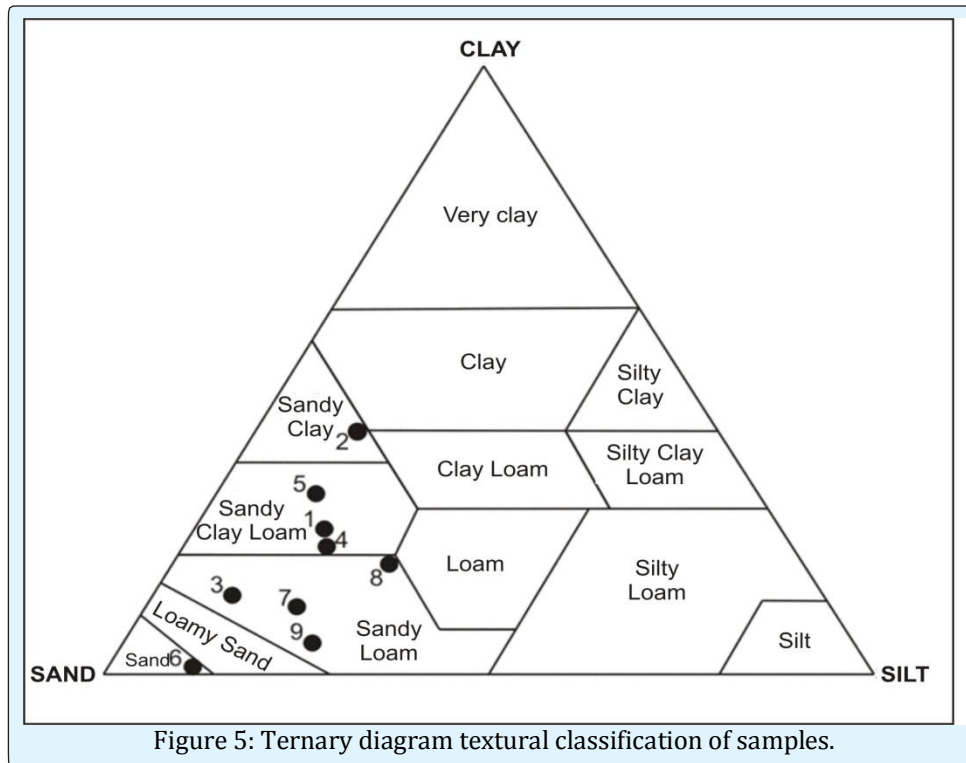 CLAY
Very clay
Clay
Silty
Clay
Sandy
Clay
2
Clay Loam
Silty Clay
Loam
5
Sandy
Clay Loam
1
4
8
Loam
Silty
Loam
3
7
9
Sandy
Loam
Loamy Sand
Sand
6
Silt
SAND
SILT
Figure 5: Ternary diagram textural classification of samples.